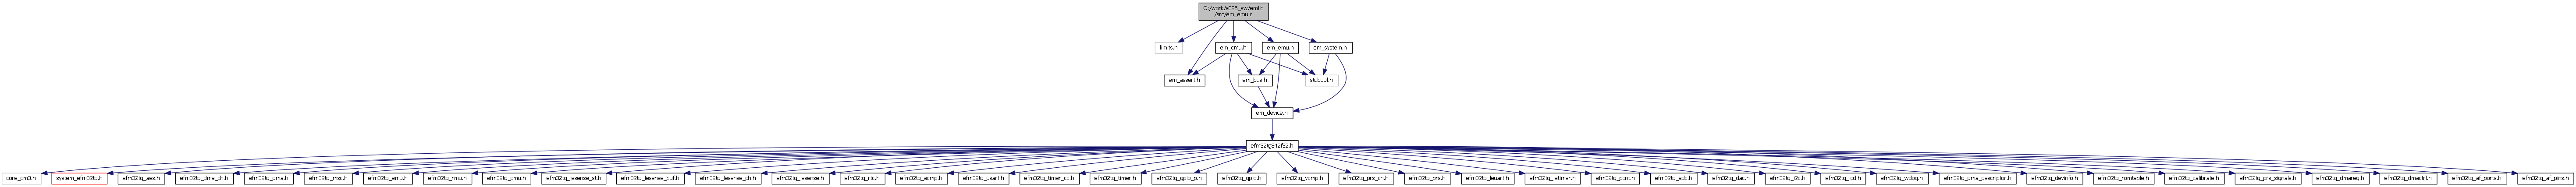 C:/work/s025_sw/emlib
/src/em_emu.c
limits.h
em_cmu.h
em_emu.h
em_system.h
em_assert.h
em_bus.h
stdbool.h
em_device.h
efm32tg842f32.h
core_cm3.h
system_efm32tg.h
efm32tg_aes.h
efm32tg_dma_ch.h
efm32tg_dma.h
efm32tg_msc.h
efm32tg_emu.h
efm32tg_rmu.h
efm32tg_cmu.h
efm32tg_lesense_st.h
efm32tg_lesense_buf.h
efm32tg_lesense_ch.h
efm32tg_lesense.h
efm32tg_rtc.h
efm32tg_acmp.h
efm32tg_usart.h
efm32tg_timer_cc.h
efm32tg_timer.h
efm32tg_gpio_p.h
efm32tg_gpio.h
efm32tg_vcmp.h
efm32tg_prs_ch.h
efm32tg_prs.h
efm32tg_leuart.h
efm32tg_letimer.h
efm32tg_pcnt.h
efm32tg_adc.h
efm32tg_dac.h
efm32tg_i2c.h
efm32tg_lcd.h
efm32tg_wdog.h
efm32tg_dma_descriptor.h
efm32tg_devinfo.h
efm32tg_romtable.h
efm32tg_calibrate.h
efm32tg_prs_signals.h
efm32tg_dmareq.h
efm32tg_dmactrl.h
efm32tg_af_ports.h
efm32tg_af_pins.h